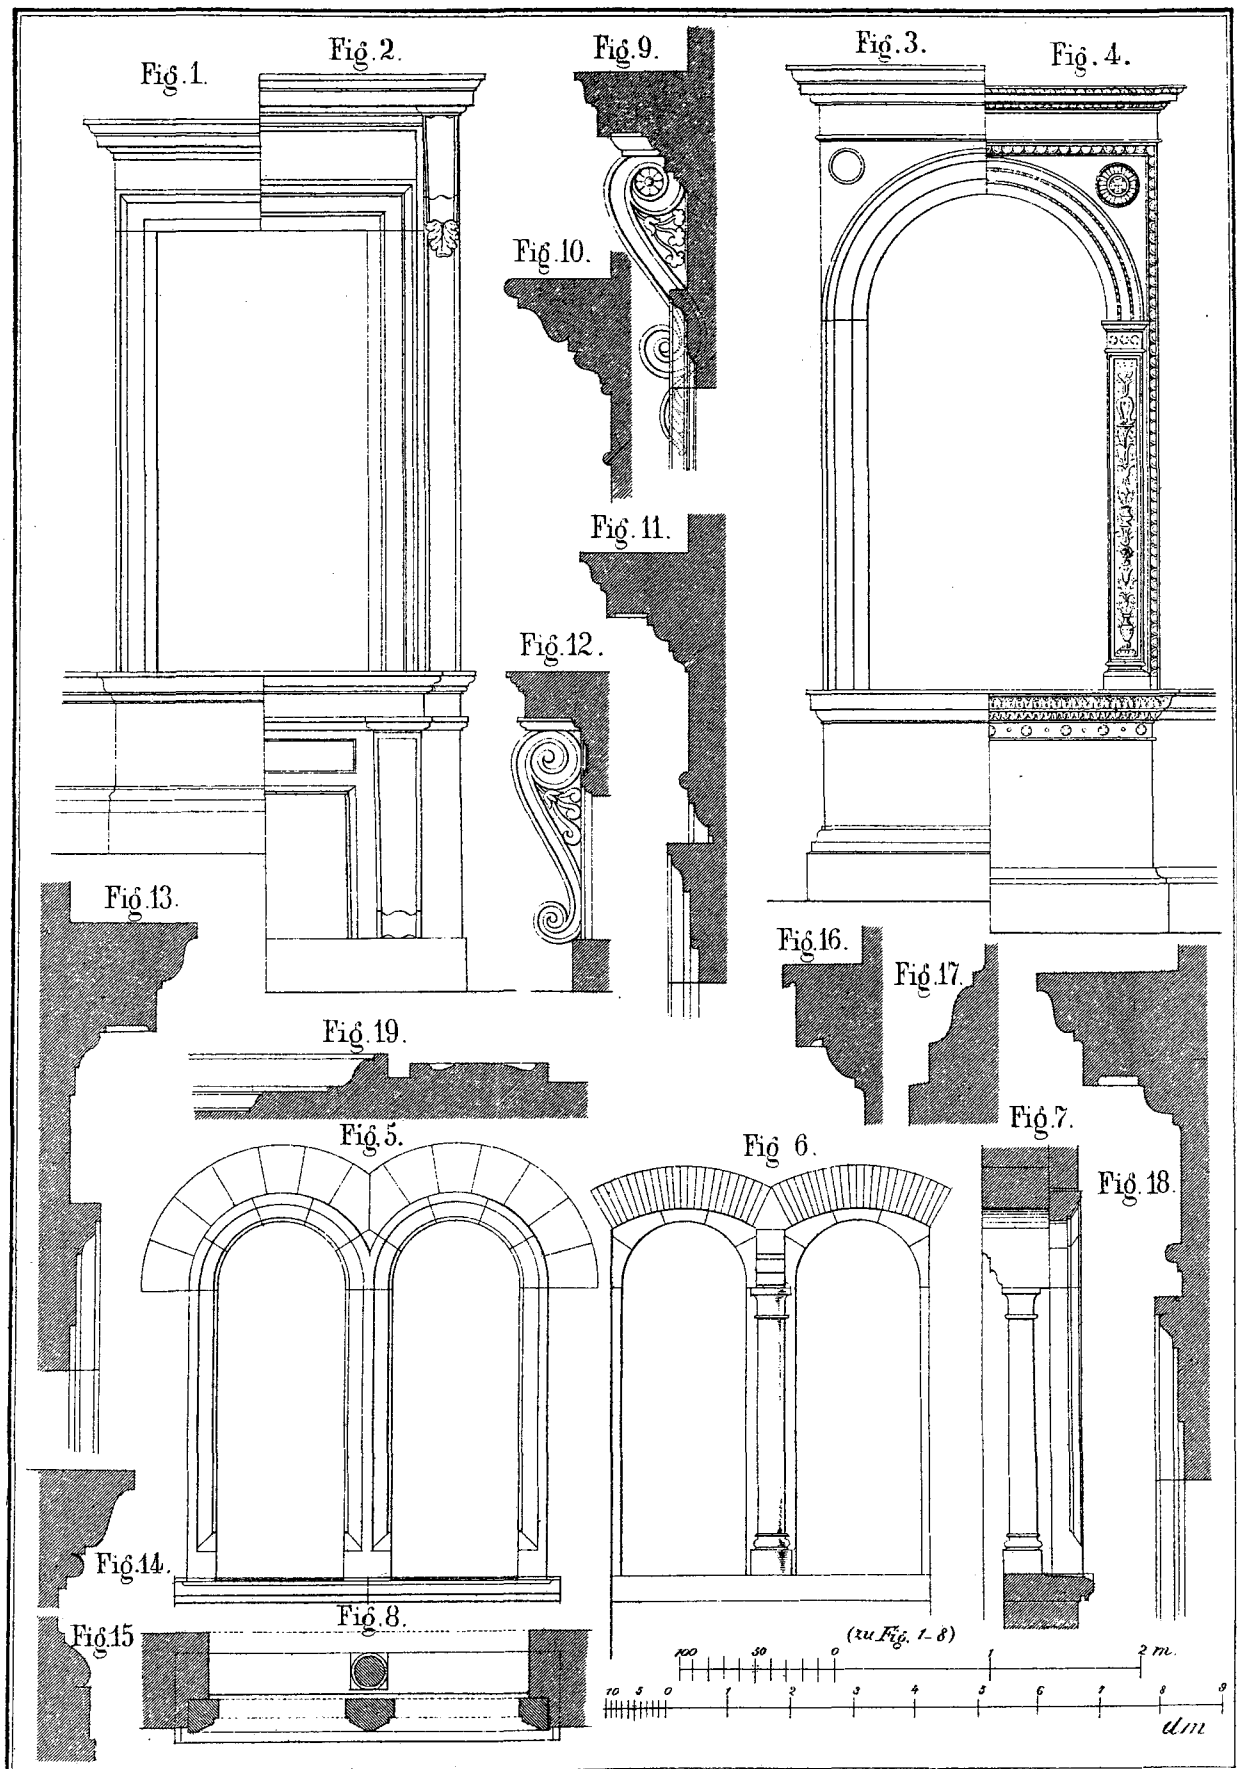 Fig. 1.
Fig. 2.
Fig. 9.
Fig. 3.
Fig. 4.
Fig. 10.
Fig. 11.
Fig. 12.
Fig. 13.
Fig. 16.
Fig. 17.
Fig. 19.
Fig. 5.
Fig 6.
Fig. 7.
Fig. 18.
Fig. 14.
Fig. 15
Fig. 8.
(zu Fig. 1-8)
100 50 0 1 2 m.
10 5 0 1 2 3 4 5 6 7 8 9
dm